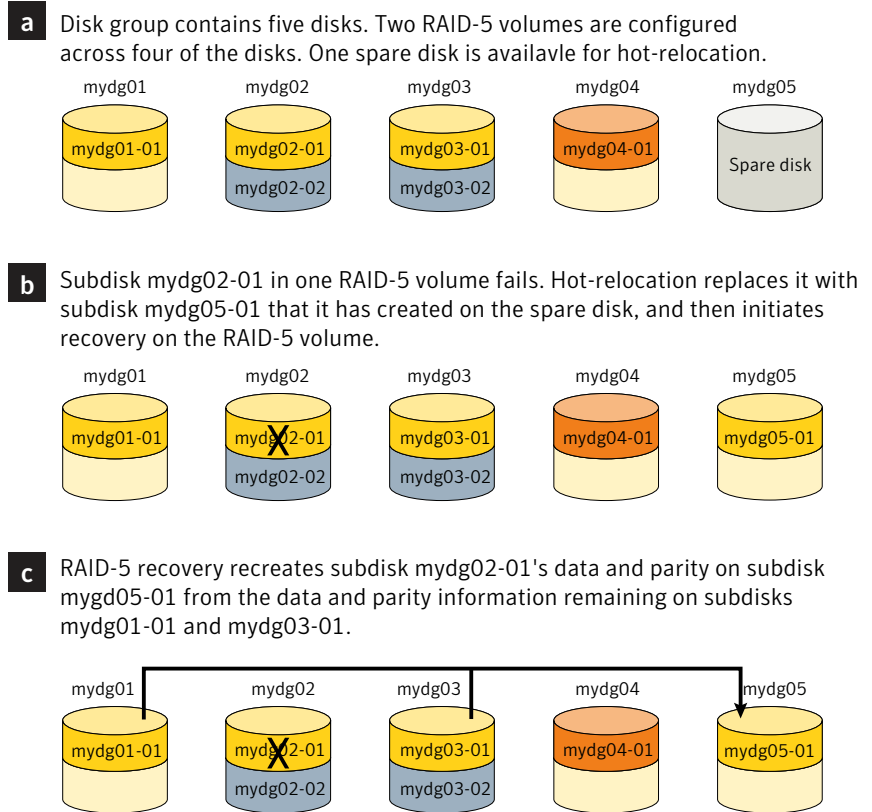 a
Disk group contains five disks. Two RAID-5 volumes are configured
across four of the disks. One spare disk is availavle for hot-relocation.
mydg01 mydg02 mydg03 mydg04 mydg05
mydg01-01 mydg02-01 mydg03-01 mydg04-01 Spare disk
mydg02-02 mydg03-02
b
Subdisk mydg02-01 in one RAID-5 volume fails. Hot-relocation replaces it with
subdisk mydg05-01 that it has created on the spare disk, and then initiates
recovery on the RAID-5 volume.
mydg01 mydg02 mydg03 mydg04 mydg05
mydg01-01 mydg02-01 mydg03-01 mydg04-01 mydg05-01
X
mydg02-02 mydg03-02
c
RAID-5 recovery recreates subdisk mydg02-01's data and parity on subdisk
mygd05-01 from the data and parity information remaining on subdisks
mydg01-01 and mydg03-01.
mydg01 mydg02 mydg03 mydg04 mydg05
mydg01-01 mydg02-01 mydg03-01 mydg04-01 mydg05-01
X
mydg02-02 mydg03-02